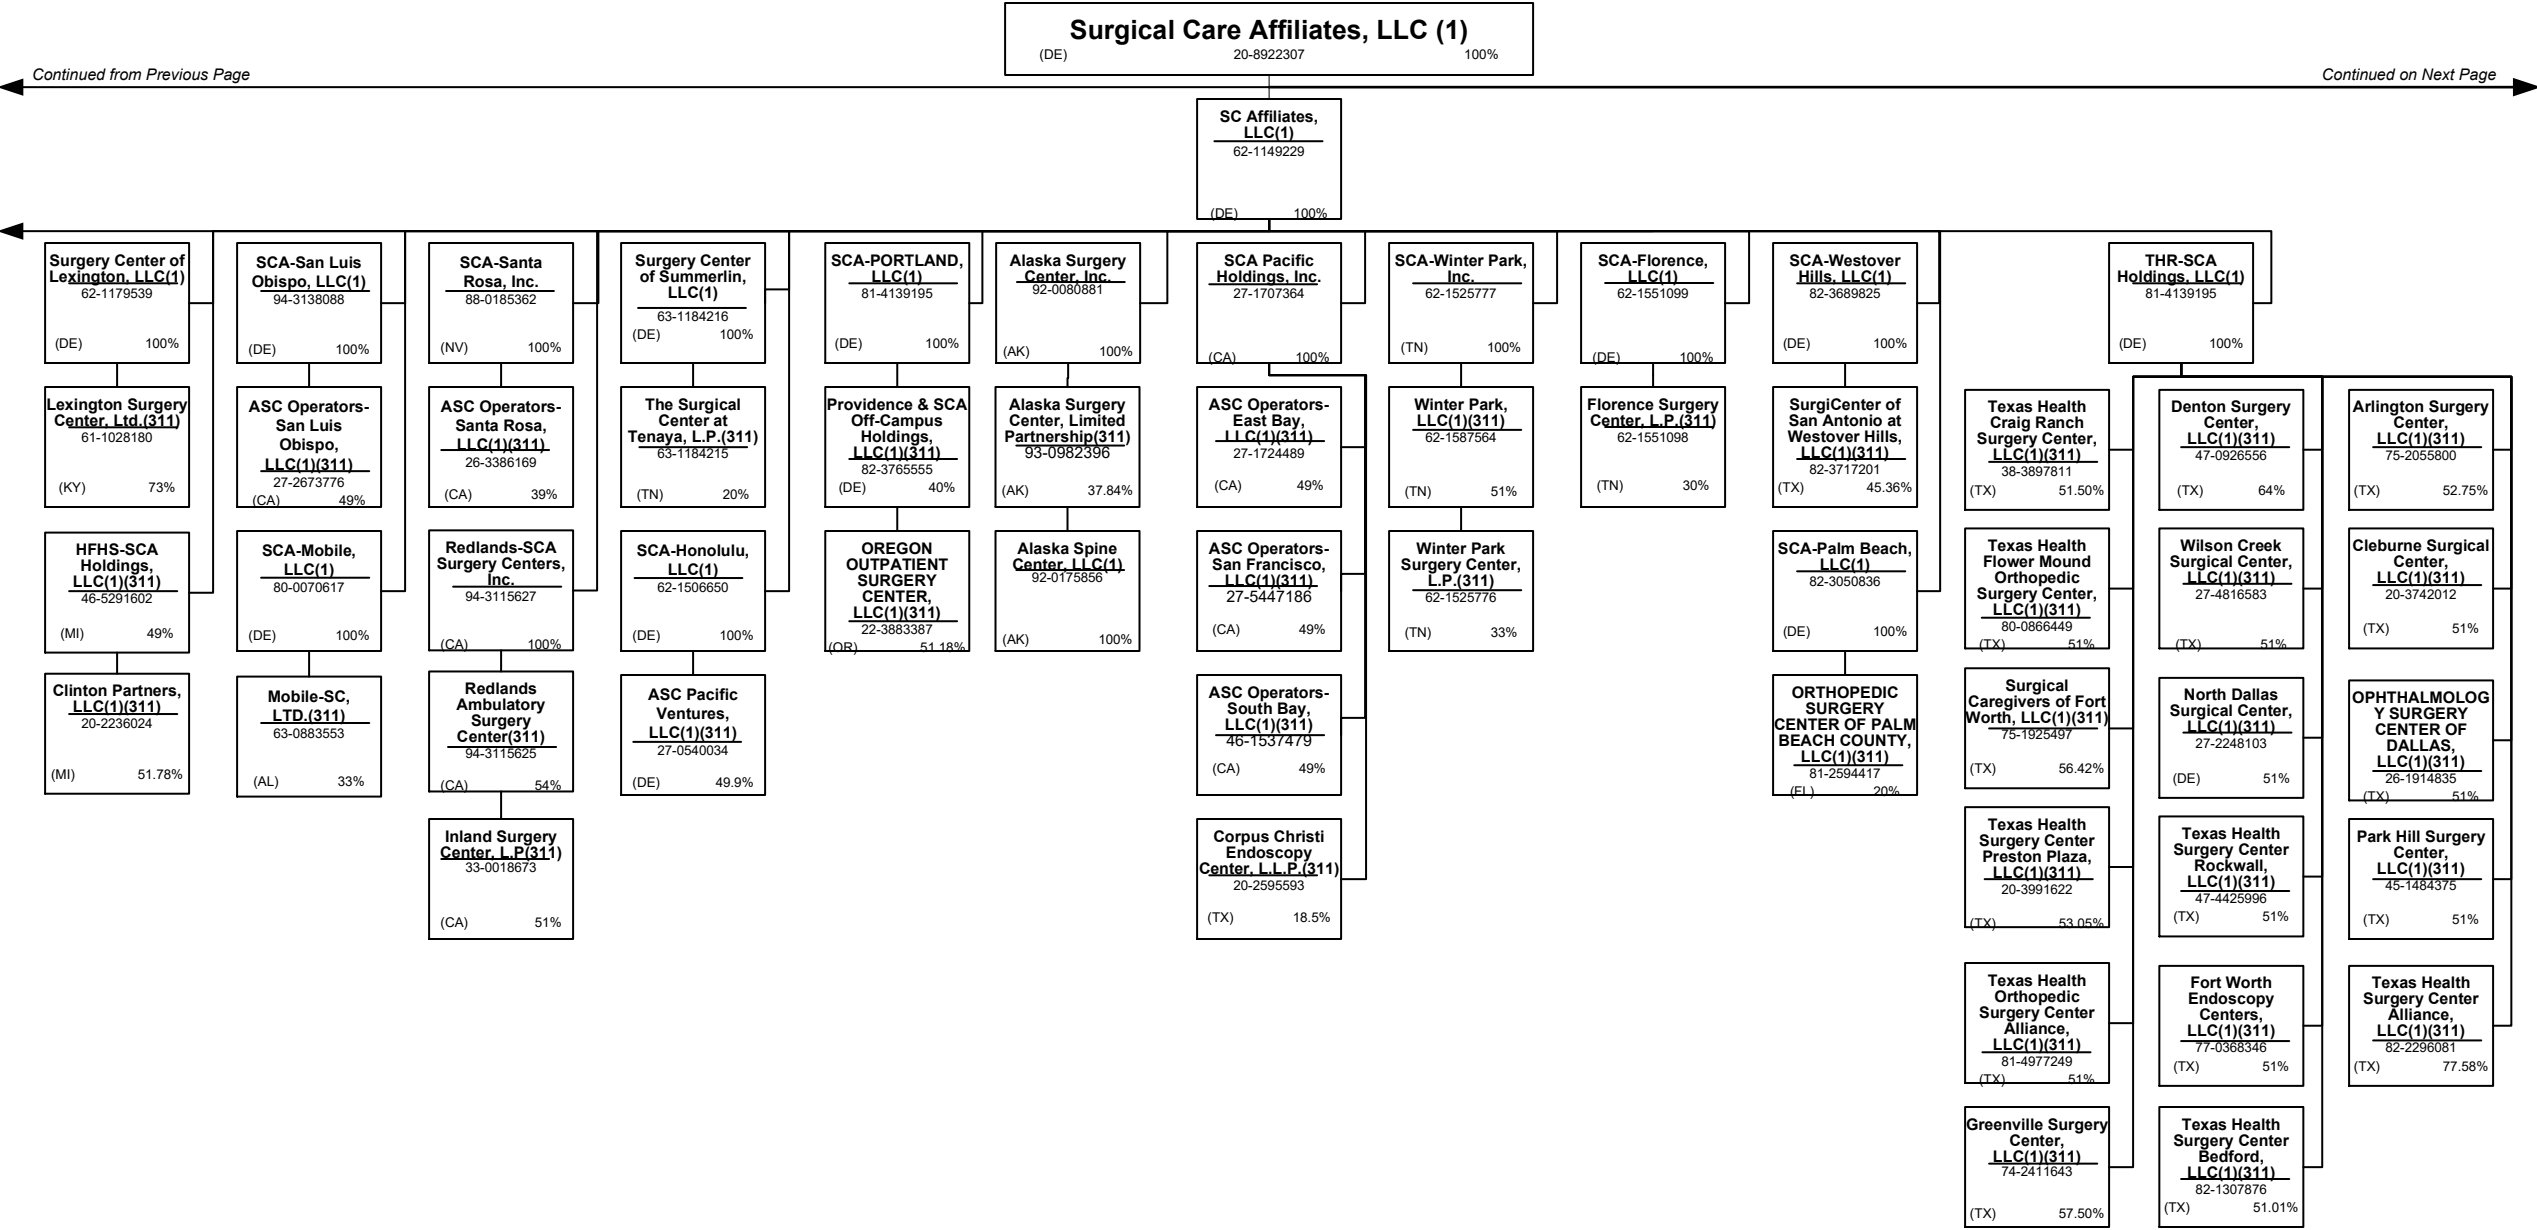 Surgical Care Affiliates, LLC (1)
(DE) 20-8922307 100%
Continued from Previous Page
Continued on Next Page
SC Affiliates,
LLC(1)
62-1149229
(DE) 100%
Surgery Center of
Lexington, LLC(1)
62-1179539
(DE) 100%
SCA-San Luis
Obispo, LLC(1)
94-3138088
(DE) 100%
SCA-Santa
Rosa, Inc.
88-0185362
(NV) 100%
Surgery Center
of Summerlin,
LLC(1)
63-1184216
(DE) 100%
SCA-PORTLAND,
LLC(1)
81-4139195
(DE) 100%
Alaska Surgery
Center, Inc.
92-0080881
(AK) 100%
SCA Pacific
Holdings, Inc.
27-1707364
(CA) 100%
SCA-Winter Park,
Inc.
62-1525777
(TN) 100%
SCA-Florence,
LLC(1)
62-1551099
(DE) 100%
SCA-Westover
Hills, LLC(1)
82-3689825
(DE) 100%
THR-SCA
Holdings, LLC(1)
81-4139195
(DE) 100%
Lexington Surgery
Center, Ltd.(311)
61-1028180
(KY) 73%
ASC Operators-
San Luis
Obispo,
LLC(1)(311)
27-2673776
(CA) 49%
ASC Operators-
Santa Rosa,
LLC(1)(311)
26-3386169
(CA) 39%
The Surgical
Center at
Tenaya, L.P.(311)
63-1184215
(TN) 20%
Providence & SCA
Off-Campus
Holdings,
LLC(1)(311)
82-3765555
(DE) 40%
Alaska Surgery
Center, Limited
Partnership(311)
93-0982396
(AK) 37.84%
ASC Operators-
East Bay,
LLC(1)(311)
27-1724489
(CA) 49%
Winter Park,
LLC(1)(311)
62-1587564
(TN) 51%
Florence Surgery
Center, L.P.(311)
62-1551098
(TN) 30%
SurgiCenter of
San Antonio at
Westover Hills,
LLC(1)(311)
82-3717201
(TX) 45.36%
Texas Health
Craig Ranch
Surgery Center,
LLC(1)(311)
38-3897811
(TX) 51.50%
Denton Surgery
Center,
LLC(1)(311)
47-0926556
(TX) 64%
Arlington Surgery
Center,
LLC(1)(311)
75-2055800
(TX) 52.75%
HFHS-SCA
Holdings,
LLC(1)(311)
46-5291602
(MI) 49%
SCA-Mobile,
LLC(1)
80-0070617
(DE) 100%
Redlands-SCA
Surgery Centers,
Inc.
94-3115627
(CA) 100%
SCA-Honolulu,
LLC(1)
62-1506650
(DE) 100%
OREGON
OUTPATIENT
SURGERY
CENTER,
LLC(1)(311)
22-3883387
(OR) 51.18%
Alaska Spine
Center, LLC(1)
92-0175856
(AK) 100%
ASC Operators-
San Francisco,
LLC(1)(311)
27-5447186
(CA) 49%
Winter Park
Surgery Center,
L.P.(311)
62-1525776
(TN) 33%
SCA-Palm Beach,
LLC(1)
82-3050836
(DE) 100%
Texas Health
Flower Mound
Orthopedic
Surgery Center,
LLC(1)(311)
80-0866449
(TX) 51%
Wilson Creek
Surgical Center,
LLC(1)(311)
27-4816583
(TX) 51%
Cleburne Surgical
Center,
LLC(1)(311)
20-3742012
(TX) 51%
Clinton Partners,
LLC(1)(311)
20-2236024
(MI) 51.78%
Mobile-SC,
LTD.(311)
63-0883553
(AL) 33%
Redlands
Ambulatory
Surgery
Center(311)
94-3115625
(CA) 54%
ASC Pacific
Ventures,
LLC(1)(311)
27-0540034
(DE) 49.9%
ASC Operators-
South Bay,
LLC(1)(311)
46-1537479
(CA) 49%
ORTHOPEDIC
SURGERY
CENTER OF PALM
BEACH COUNTY,
LLC(1)(311)
81-2594417
(FL) 20%
Surgical
Caregivers of Fort
Worth, LLC(1)(311)
75-1925497
(TX) 56.42%
North Dallas
Surgical Center,
LLC(1)(311)
27-2248103
(DE) 51%
OPHTHALMOLOG
Y SURGERY
CENTER OF
DALLAS,
LLC(1)(311)
26-1914835
(TX) 51%
Inland Surgery
Center, L.P(311)
33-0018673
(CA) 51%
Corpus Christi
Endoscopy
Center, L.L.P.(311)
20-2595593
(TX) 18.5%
Texas Health
Surgery Center
Preston Plaza,
LLC(1)(311)
20-3991622
(TX) 53.05%
Texas Health
Surgery Center
Rockwall,
LLC(1)(311)
47-4425996
(TX) 51%
Park Hill Surgery
Center,
LLC(1)(311)
45-1484375
(TX) 51%
Texas Health
Orthopedic
Surgery Center
Alliance,
LLC(1)(311)
81-4977249
(TX) 51%
Fort Worth
Endoscopy
Centers,
LLC(1)(311)
77-0368346
(TX) 51%
Texas Health
Surgery Center
Alliance,
LLC(1)(311)
82-2296081
(TX) 77.58%
Greenville Surgery
Center,
LLC(1)(311)
74-2411643
(TX) 57.50%
Texas Health
Surgery Center
Bedford,
LLC(1)(311)
82-1307876
(TX) 51.01%